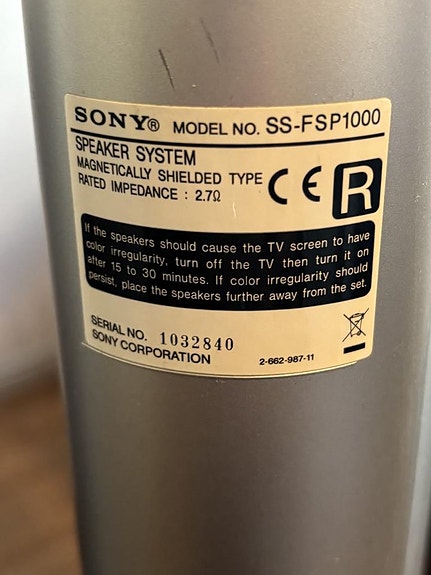 SONY® MODEL NO. SS-FSP1000
SPEAKER SYSTEM
MAGNETICALLY SHIELDED TYPE
RATED IMPEDANCE : 2.7Ω
CE R
If the speakers should cause the TV screen to have
color irregularity, turn off the TV then turn it on
after 15 to 30 minutes. If color irregularity should
persist, place the speakers further away from the set.
SERIAL NO. 1032840
SONY CORPORATION
2-662-987-11